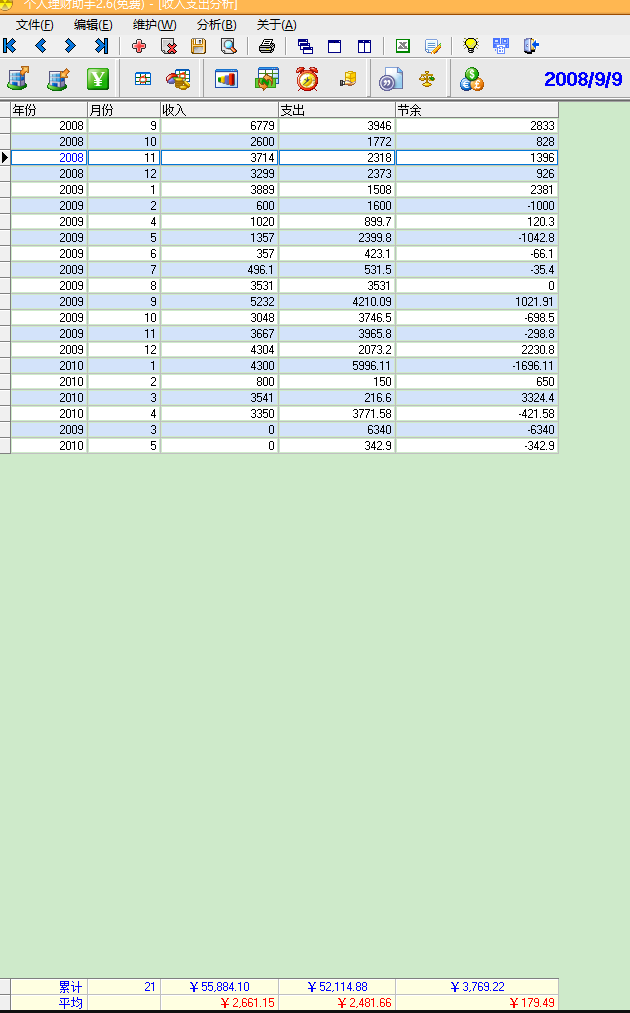 个人理财助手2.6(免费) - [收入支出分析]
文件(F) 编辑(E) 维护(W) 分析(B) 关于(A)
2008/9/9
年份 月份 收入 支出 节余
2008 9 6779 3946 2833
2008 10 2600 1772 828
2008 11 3714 2318 1396
2008 12 3299 2373 926
2009 1 3889 1508 2381
2009 2 600 1600 -1000
2009 4 1020 899.7 120.3
2009 5 1357 2399.8 -1042.8
2009 6 357 423.1 -66.1
2009 7 496.1 531.5 -35.4
2009 8 3531 3531 0
2009 9 5232 4210.09 1021.91
2009 10 3048 3746.5 -698.5
2009 11 3667 3965.8 -298.8
2009 12 4304 2073.2 2230.8
2010 1 4300 5996.11 -1696.11
2010 2 800 150 650
2010 3 3541 216.6 3324.4
2010 4 3350 3771.58 -421.58
2009 3 0 6340 -6340
2010 5 0 342.9 -342.9
累计 21 ￥55,884.10 ￥52,114.88 ￥3,769.22
平均 ￥2,661.15 ￥2,481.66 ￥179.49